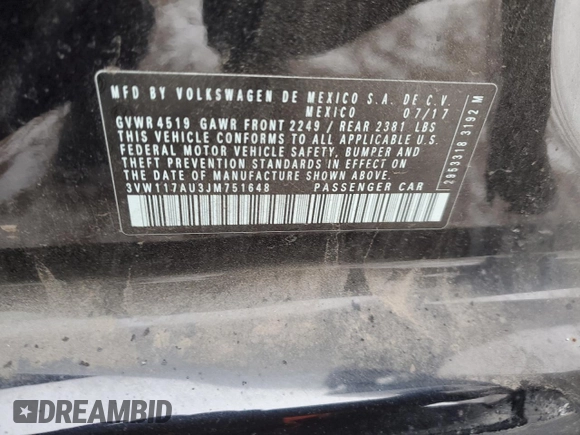 MFD BY VOLKSWAGEN DE MEXICO S.A. DE C.V.
MEXICO 07/17
GVWR 4519 GAWR FRONT 2249 / REAR 2381 LBS
THIS VEHICLE CONFORMS TO ALL APPLICABLE U.S.
FEDERAL MOTOR VEHICLE SAFETY, BUMPER AND
THEFT PREVENTION STANDARDS IN EFFECT ON
THE DATE OF MANUFACTURE SHOWN ABOVE.
3VW117AU3JM751648 PASSENGER CAR
2953318 3192 M
DREAMBID